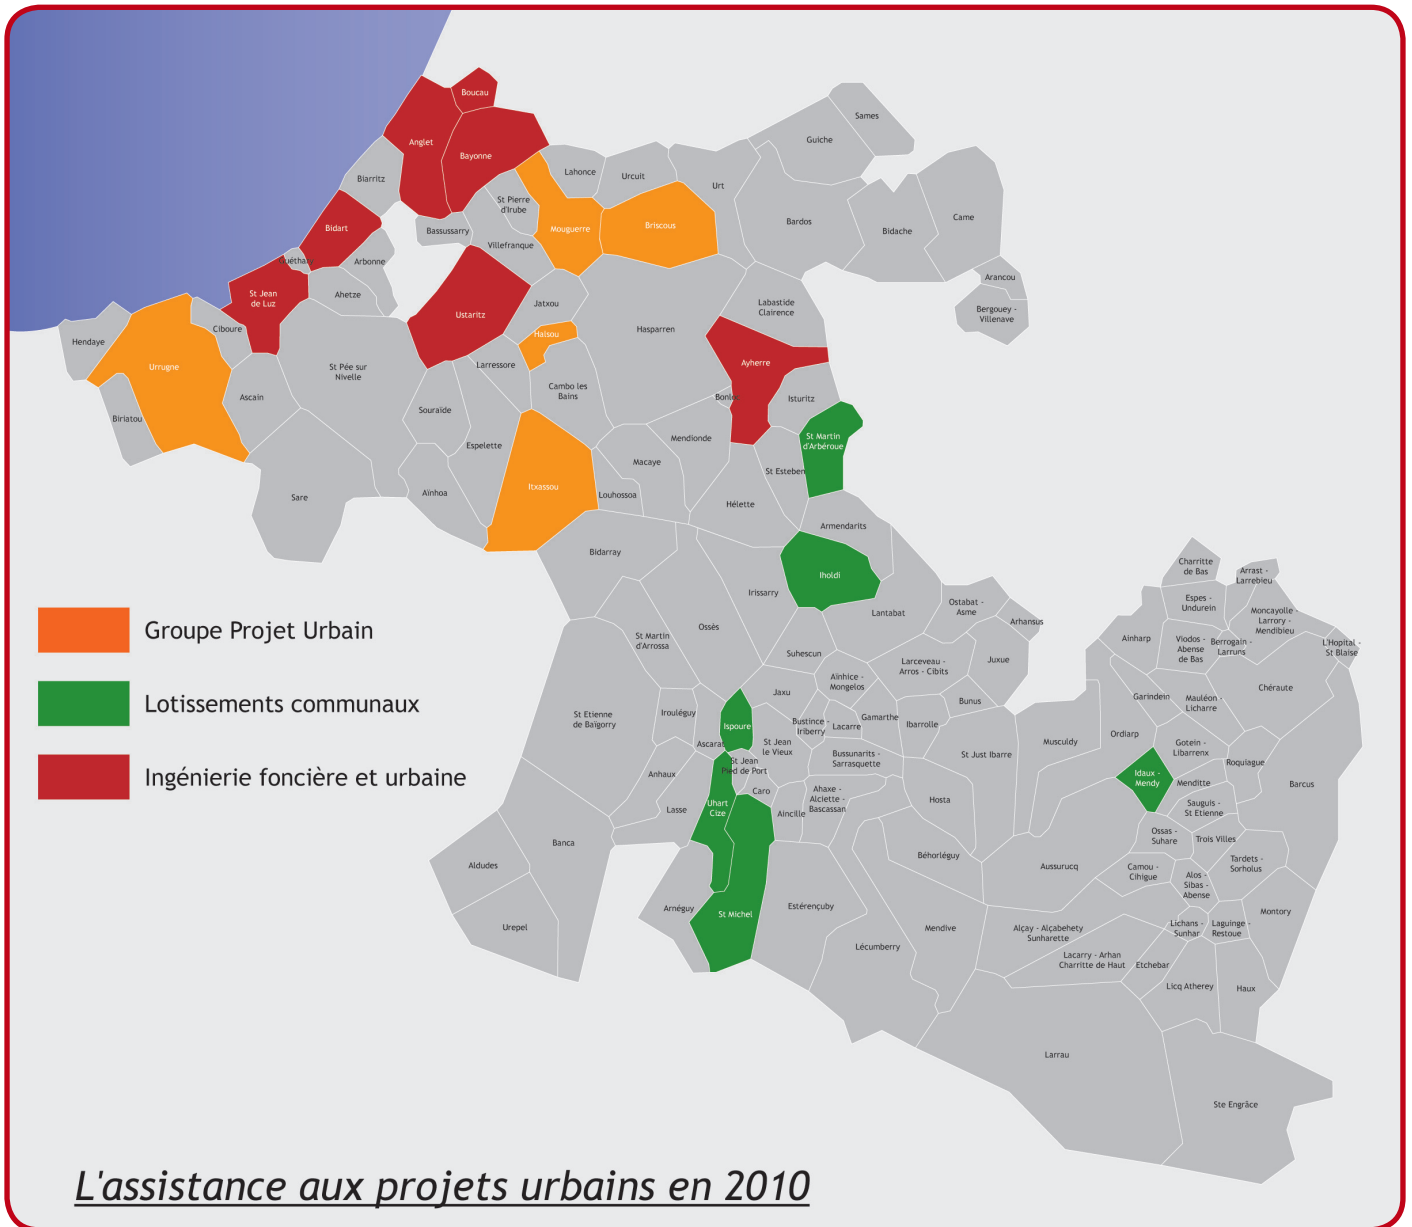 Boucau
Anglet
Bayonne
Biarritz
Bidart
Guéthary
Arbonne
Ahetze
St Jean
de Luz
Ciboure
Hendaye
Urrugne
Biriatou
Ascain
Sare
St Pée sur
Nivelle
Bassussarry
St Pierre
d'Irube
Villefranque
Mouguerre
Lahonce
Urcuit
Briscous
Urt
Guiche
Sames
Bardos
Bidache
Came
Arancou
Bergouey -
Villenave
Ustaritz
Jatxou
Halsou
Larressore
Cambo les
Bains
Hasparren
Labastide
Clairence
Ayherre
Bonloc
Isturitz
St Martin
d'Arbéroue
St Esteben
Souraïde
Espelette
Aïnhoa
Itxassou
Louhossoa
Macaye
Mendionde
Hélette
Armendarits
Iholdi
Bidarray
Irissarry
Lantabat
Ostabat -
Asme
Arhansus
Ossès
St Martin
d'Arrossa
Suhescun
Larceveau -
Arros - Cibits
Juxue
Ainhice -
Mongelos
Jaxu
Bunus
St Etienne
de Baïgorry
Irouléguy
Ispoure
Ascarat
Bustince -
Iriberry
Lacarre
Gamarthe
Ibarrolle
St Jean
le Vieux
Bussunarits -
Sarrasquette
St Just Ibarre
St Jean
Pied de Port
Anhaux
Lasse
Uhart
Cize
Caro
Aincille
Ahaxe -
Alciette -
Bascassan
Hosta
Banca
Aldudes
Urepel
Arnéguy
St Michel
Estérençuby
Béhorléguy
Lécumberry
Mendive
Charritte
de Bas
Arrast -
Larrebieu
Espes -
Undurein
Moncayolle -
Larrory -
Mendibieu
Ainharp
Viodos -
Abense
de Bas
Berrogain -
Larruns
L'Hopital -
St Blaise
Chéraute
Garindein
Mauléon -
Licharre
Musculdy
Ordiarp
Gotein -
Libarrenx
Roquiague
Idaux -
Mendy
Menditte
Barcus
Sauguis -
St Etienne
Ossas -
Suhare
Trois Villes
Aussurucq
Camou -
Cihigue
Tardets -
Sorholus
Alos -
Sibas -
Abense
Montory
Alçay - Alçabehety
Sunharette
Lichans -
Sunhar
Laguinge -
Restoue
Lacarry - Arhan
Charritte de Haut
Etchebar
Licq Atherey
Haux
Larrau
Ste Engrâce
Groupe Projet Urbain
Lotissements communaux
Ingénierie foncière et urbaine
L'assistance aux projets urbains en 2010